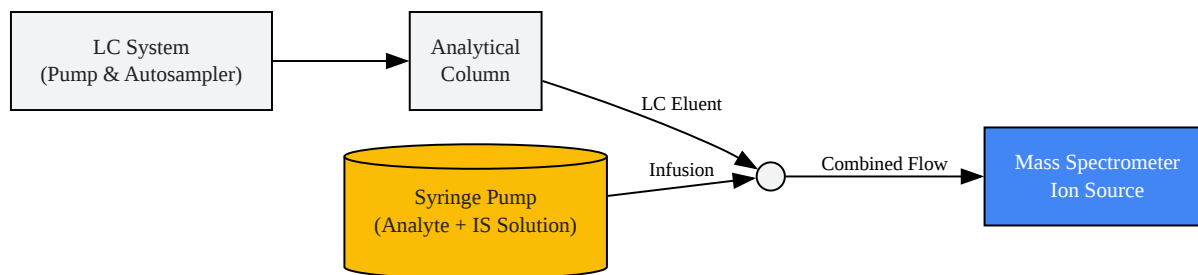 LC System
(Pump & Autosampler)
Analytical
Column
LC Eluent
Infusion
Syringe Pump
(Analyte + IS Solution)
Combined Flow
Mass Spectrometer
Ion Source